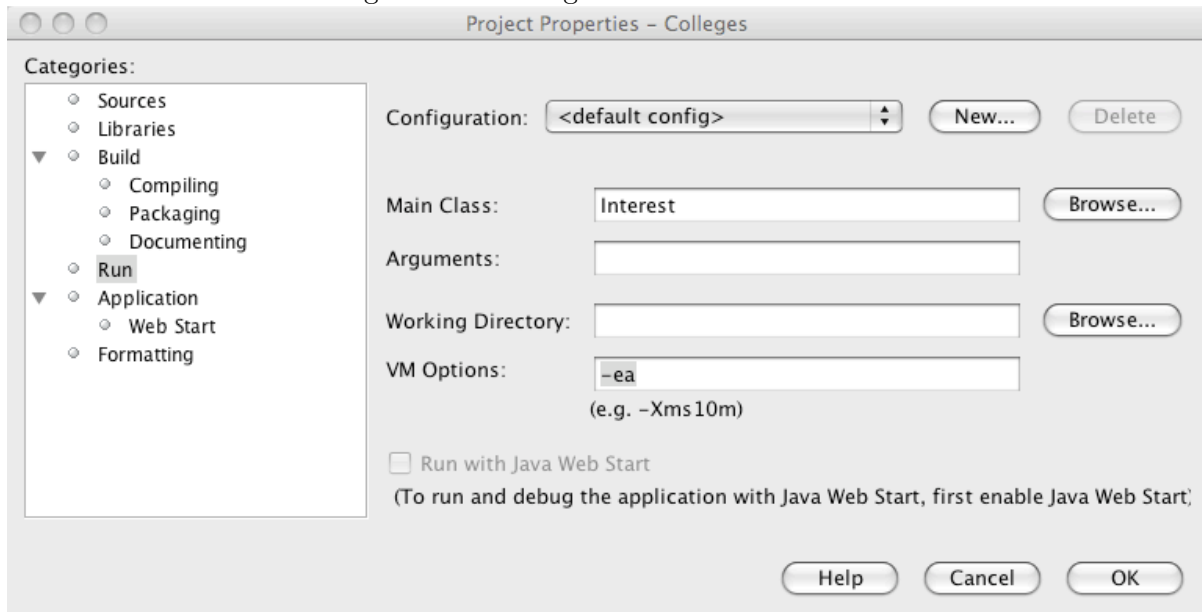 Project Properties – Colleges
Categories:
Sources
Libraries
Build
Compiling
Packaging
Documenting
Run
Application
Web Start
Formatting
Configuration: <default config> New... Delete
Main Class: Interest Browse...
Arguments:
Working Directory: Browse...
VM Options: -ea
(e.g. -Xms10m)
Run with Java Web Start
(To run and debug the application with Java Web Start, first enable Java Web Start)
Help Cancel OK